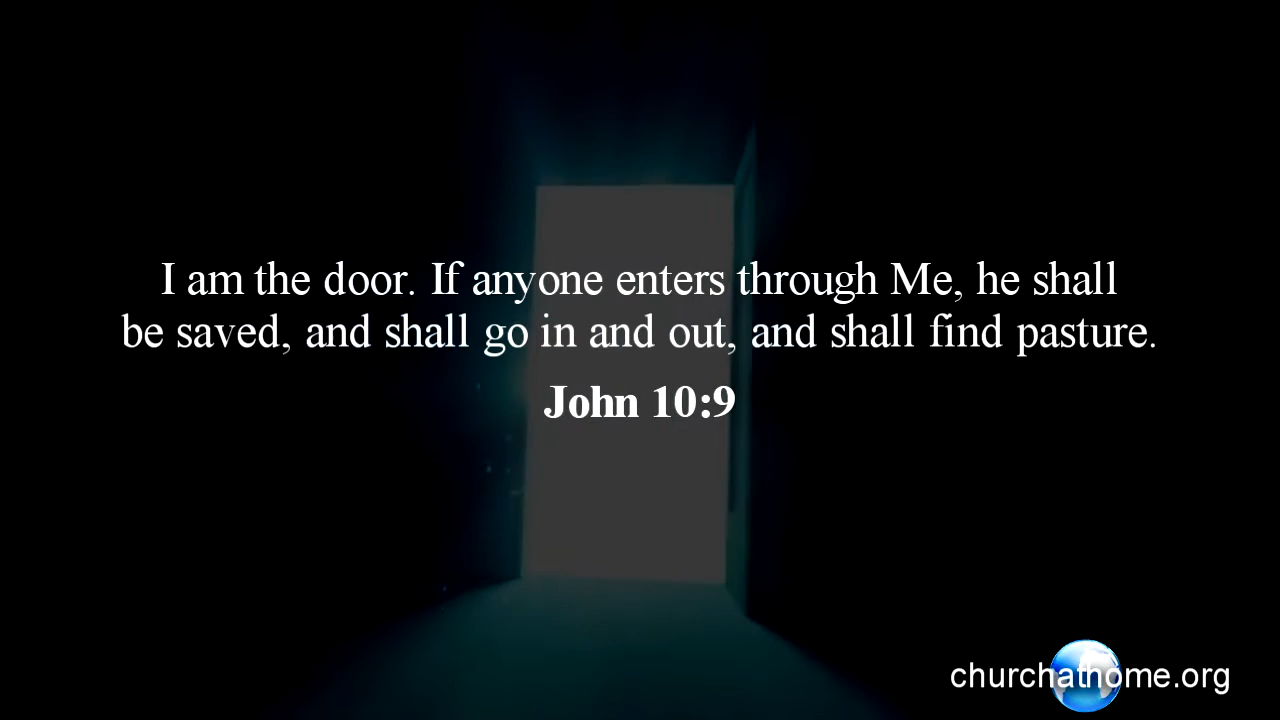 I am the door. If anyone enters through Me, he shall
be saved, and shall go in and out, and shall find pasture.
John 10:9
churchathome.org